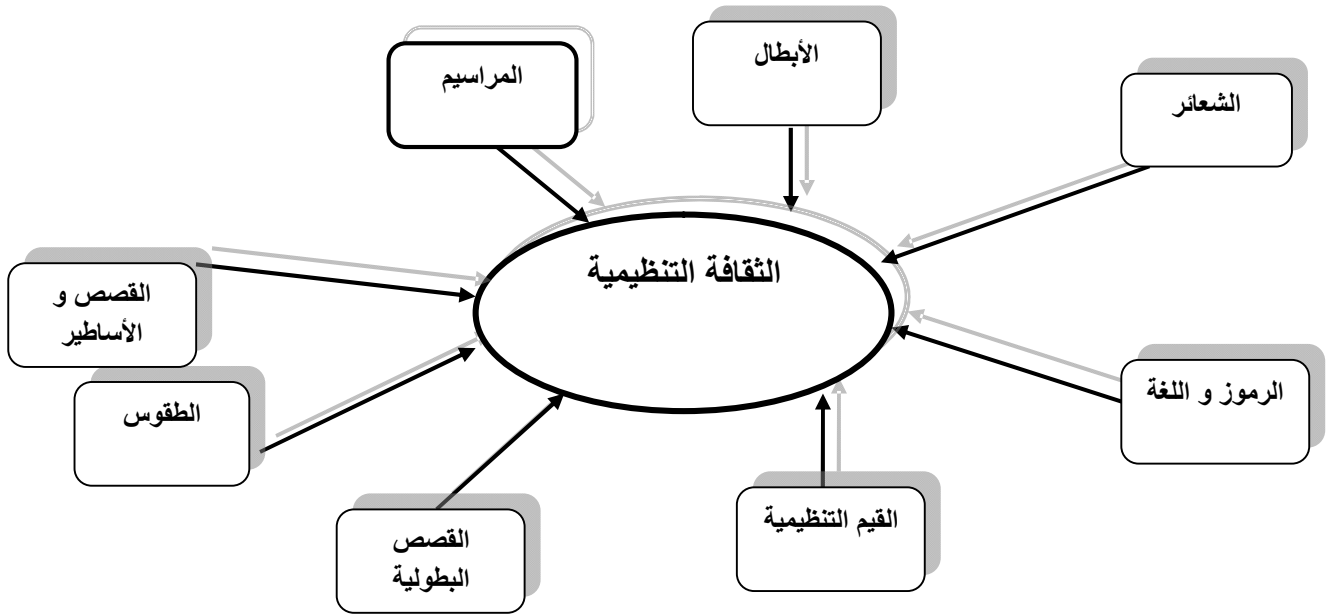 الأبطال
المراسيم
الشعائر
الثقافة التنظيمية
القصص و
الأساطير
الرموز و اللغة
الطقوس
القيم التنظيمية
القصص
البطولية